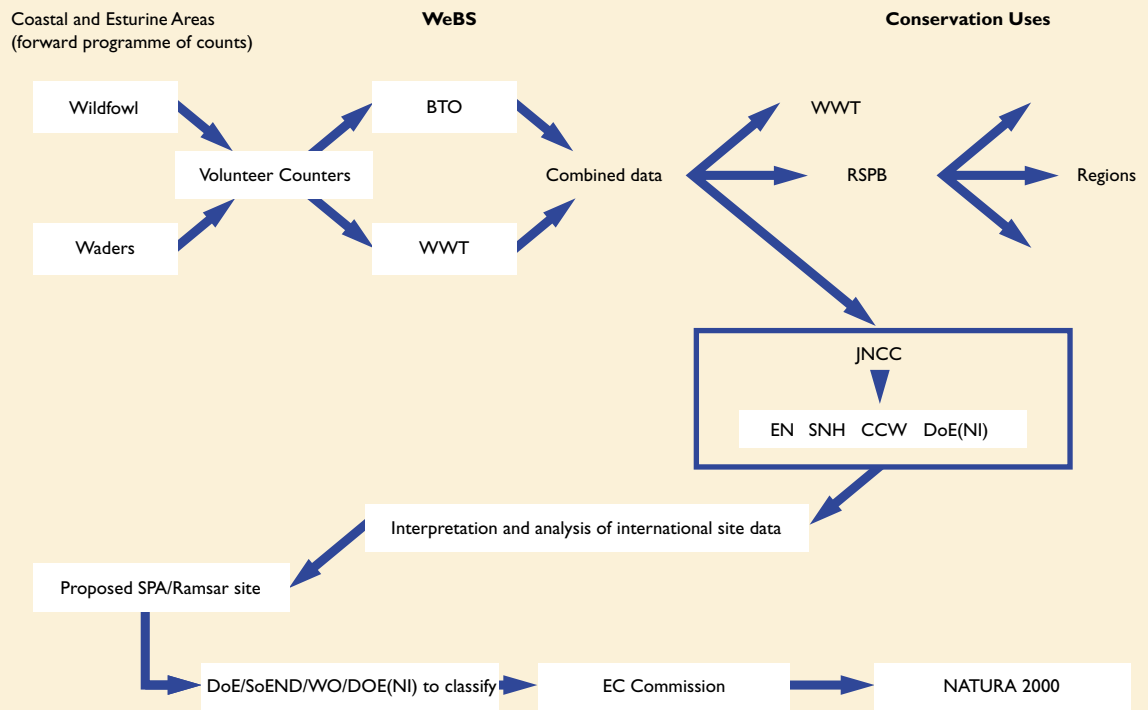 Coastal and Esturine Areas
(forward programme of counts)
WeBS
Conservation Uses
Wildfowl
BTO
WWT
Volunteer Counters
Combined data
RSPB
Regions
Waders
WWT
JNCC
EN SNH CCW DoE(NI)
Interpretation and analysis of international site data
Proposed SPA/Ramsar site
DoE/SoEND/WO/DOE(NI) to classify
EC Commission
NATURA 2000